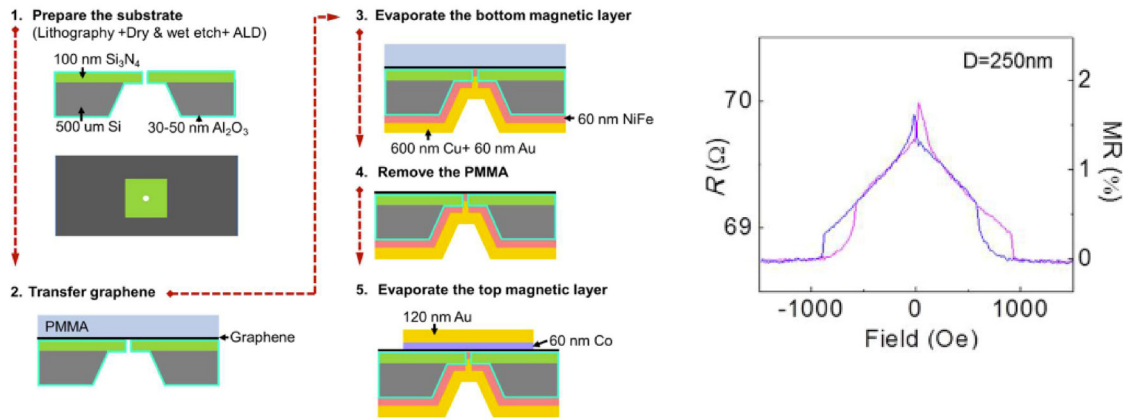 1. Prepare the substrate
(Lithography +Dry & wet etch+ ALD)
100 nm Si₃N₄
500 um Si
30-50 nm Al₂O₃
2. Transfer graphene
PMMA
Graphene
3. Evaporate the bottom magnetic layer
60 nm NiFe
600 nm Cu+ 60 nm Au
4. Remove the PMMA
5. Evaporate the top magnetic layer
120 nm Au
60 nm Co
D=250nm
70
69
R (Ω)
2
1
0
MR (%)
-1000
0
1000
Field (Oe)